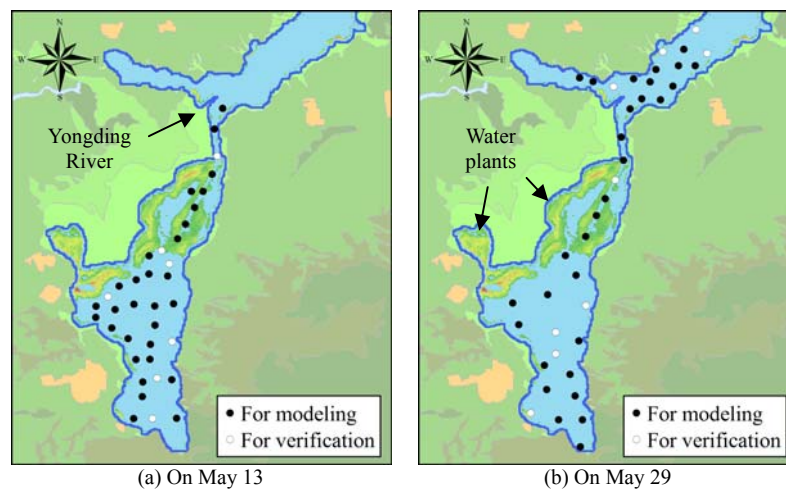 N
W
E
S
Yongding
River
For modeling
For verification
(a) On May 13
N
W
E
S
Water
plants
For modeling
For verification
(b) On May 29